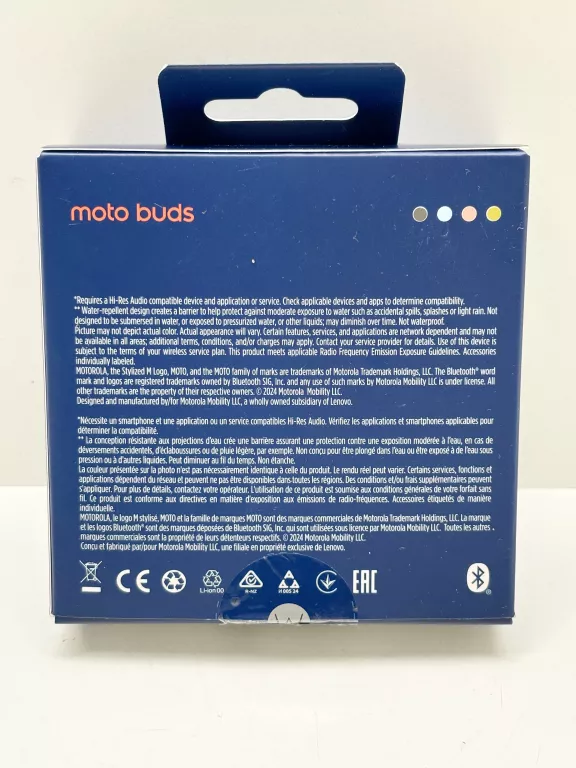 moto buds
*Requires a Hi-Res Audio compatible device and application or service. Check applicable devices and apps to determine compatibility.
** Water-repellent design creates a barrier to help protect against moderate exposure to water such as accidental spills, splashes or light rain. Not
designed to be submersed in water, or exposed to pressurized water, or other liquids; may diminish over time. Not waterproof.
Picture may not depict actual color. Actual appearance will vary. Certain features, services, and applications are network dependent and may not
be available in all areas; additional terms, conditions, and/or charges may apply. Contact your service provider for details. Use of this device is
subject to the terms of your wireless service plan. This product meets applicable Radio Frequency Emission Exposure Guidelines. Accessories
individually labeled.
MOTOROLA, the Stylized M Logo, MOTO, and the MOTO family of marks are trademarks of Motorola Trademark Holdings, LLC. The Bluetooth® word
mark and logos are registered trademarks owned by Bluetooth SIG, Inc. and any use of such marks by Motorola Mobility LLC is under license. All
other trademarks are the property of their respective owners. © 2024 Motorola Mobility LLC.
Designed and manufactured by/for Motorola Mobility LLC, a wholly owned subsidiary of Lenovo.
*Nécessite un smartphone et une application ou un service compatibles Hi-Res Audio. Vérifiez les applications et smartphones applicables pour
déterminer la compatibilité.
** La conception résistante aux projections d'eau crée une barrière assurant une protection contre une exposition modérée à l'eau, en cas de
déversements accidentels, d'éclaboussures ou de pluie légère, par exemple. Non conçu pour être plongé dans l'eau ou être exposé à de l'eau sous
pression ou à d'autres liquides. Peut diminuer au fil du temps. Non étanche.
La couleur présentée sur la photo n'est pas nécessairement identique à celle du produit. Le rendu réel peut varier. Certains services, fonctions et
applications dépendent du réseau et peuvent ne pas être disponibles dans toutes les régions. Des conditions et/ou frais supplémentaires peuvent
s'appliquer. Pour plus de détails, contactez votre opérateur. L'utilisation de ce produit est soumise aux conditions générales de votre forfait sans
fil. Ce produit est conforme aux directives en matière d'exposition aux émissions de radio-fréquences. Accessoires étiquetés de manière
individuelle.
MOTOROLA, le logo M stylisé, MOTO et la famille de marques MOTO sont des marques commerciales de Motorola Trademark Holdings, LLC. La marque
et les logos Bluetooth® sont des marques déposées de Bluetooth SIG, Inc. qui sont utilisées sous licence par Motorola Mobility LLC. Toutes les autres
marques commerciales sont la propriété de leurs détenteurs respectifs. © 2024 Motorola Mobility LLC.
Conçu et fabriqué par/pour Motorola Mobility LLC, une filiale en propriété exclusive de Lenovo.
CE Li-ion 00 R-NZ И 005 24 EAC